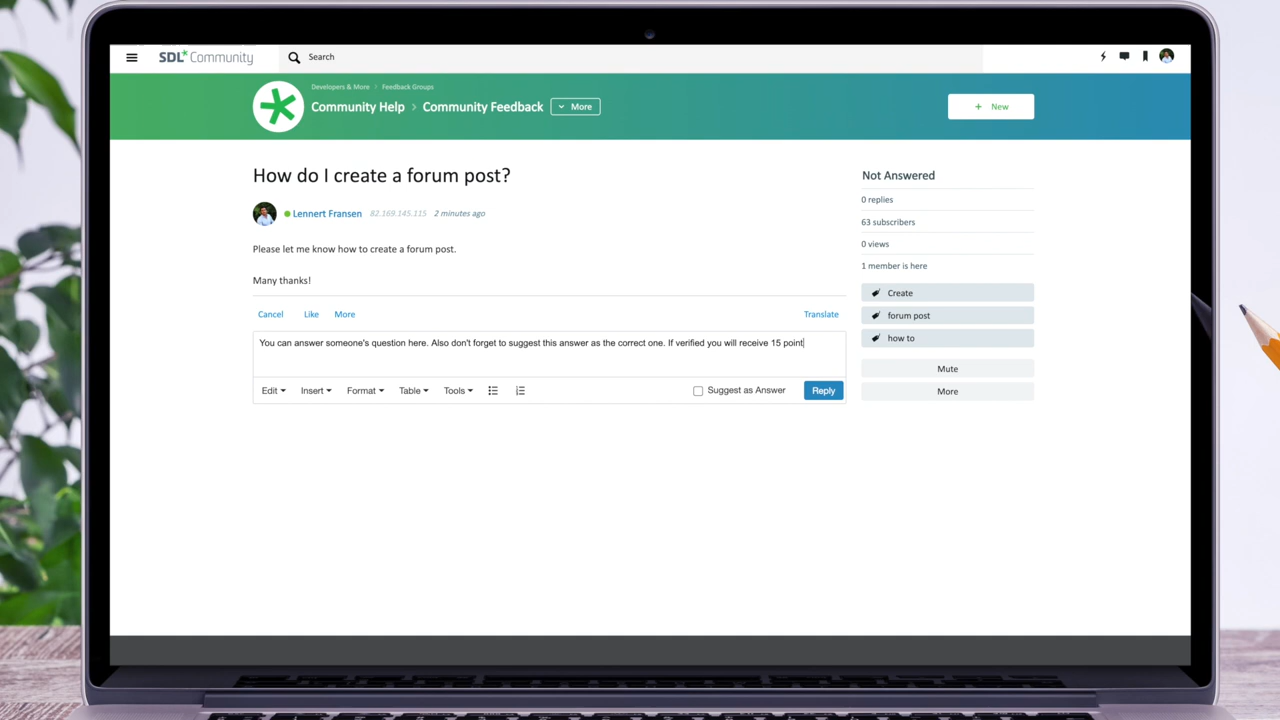 SDL* Community
Search
Developers & More > Feedback Groups
Community Help > Community Feedback
More
+ New
How do I create a forum post?
Lennert Fransen 82.169.145.115 2 minutes ago
Please let me know how to create a forum post.
Many thanks!
Cancel Like More Translate
You can answer someone's question here. Also don't forget to suggest this answer as the correct one. If verified you will receive 15 point
Edit Insert Format Table Tools Suggest as Answer Reply
Not Answered
0 replies
63 subscribers
0 views
1 member is here
Create
forum post
how to
Mute
More